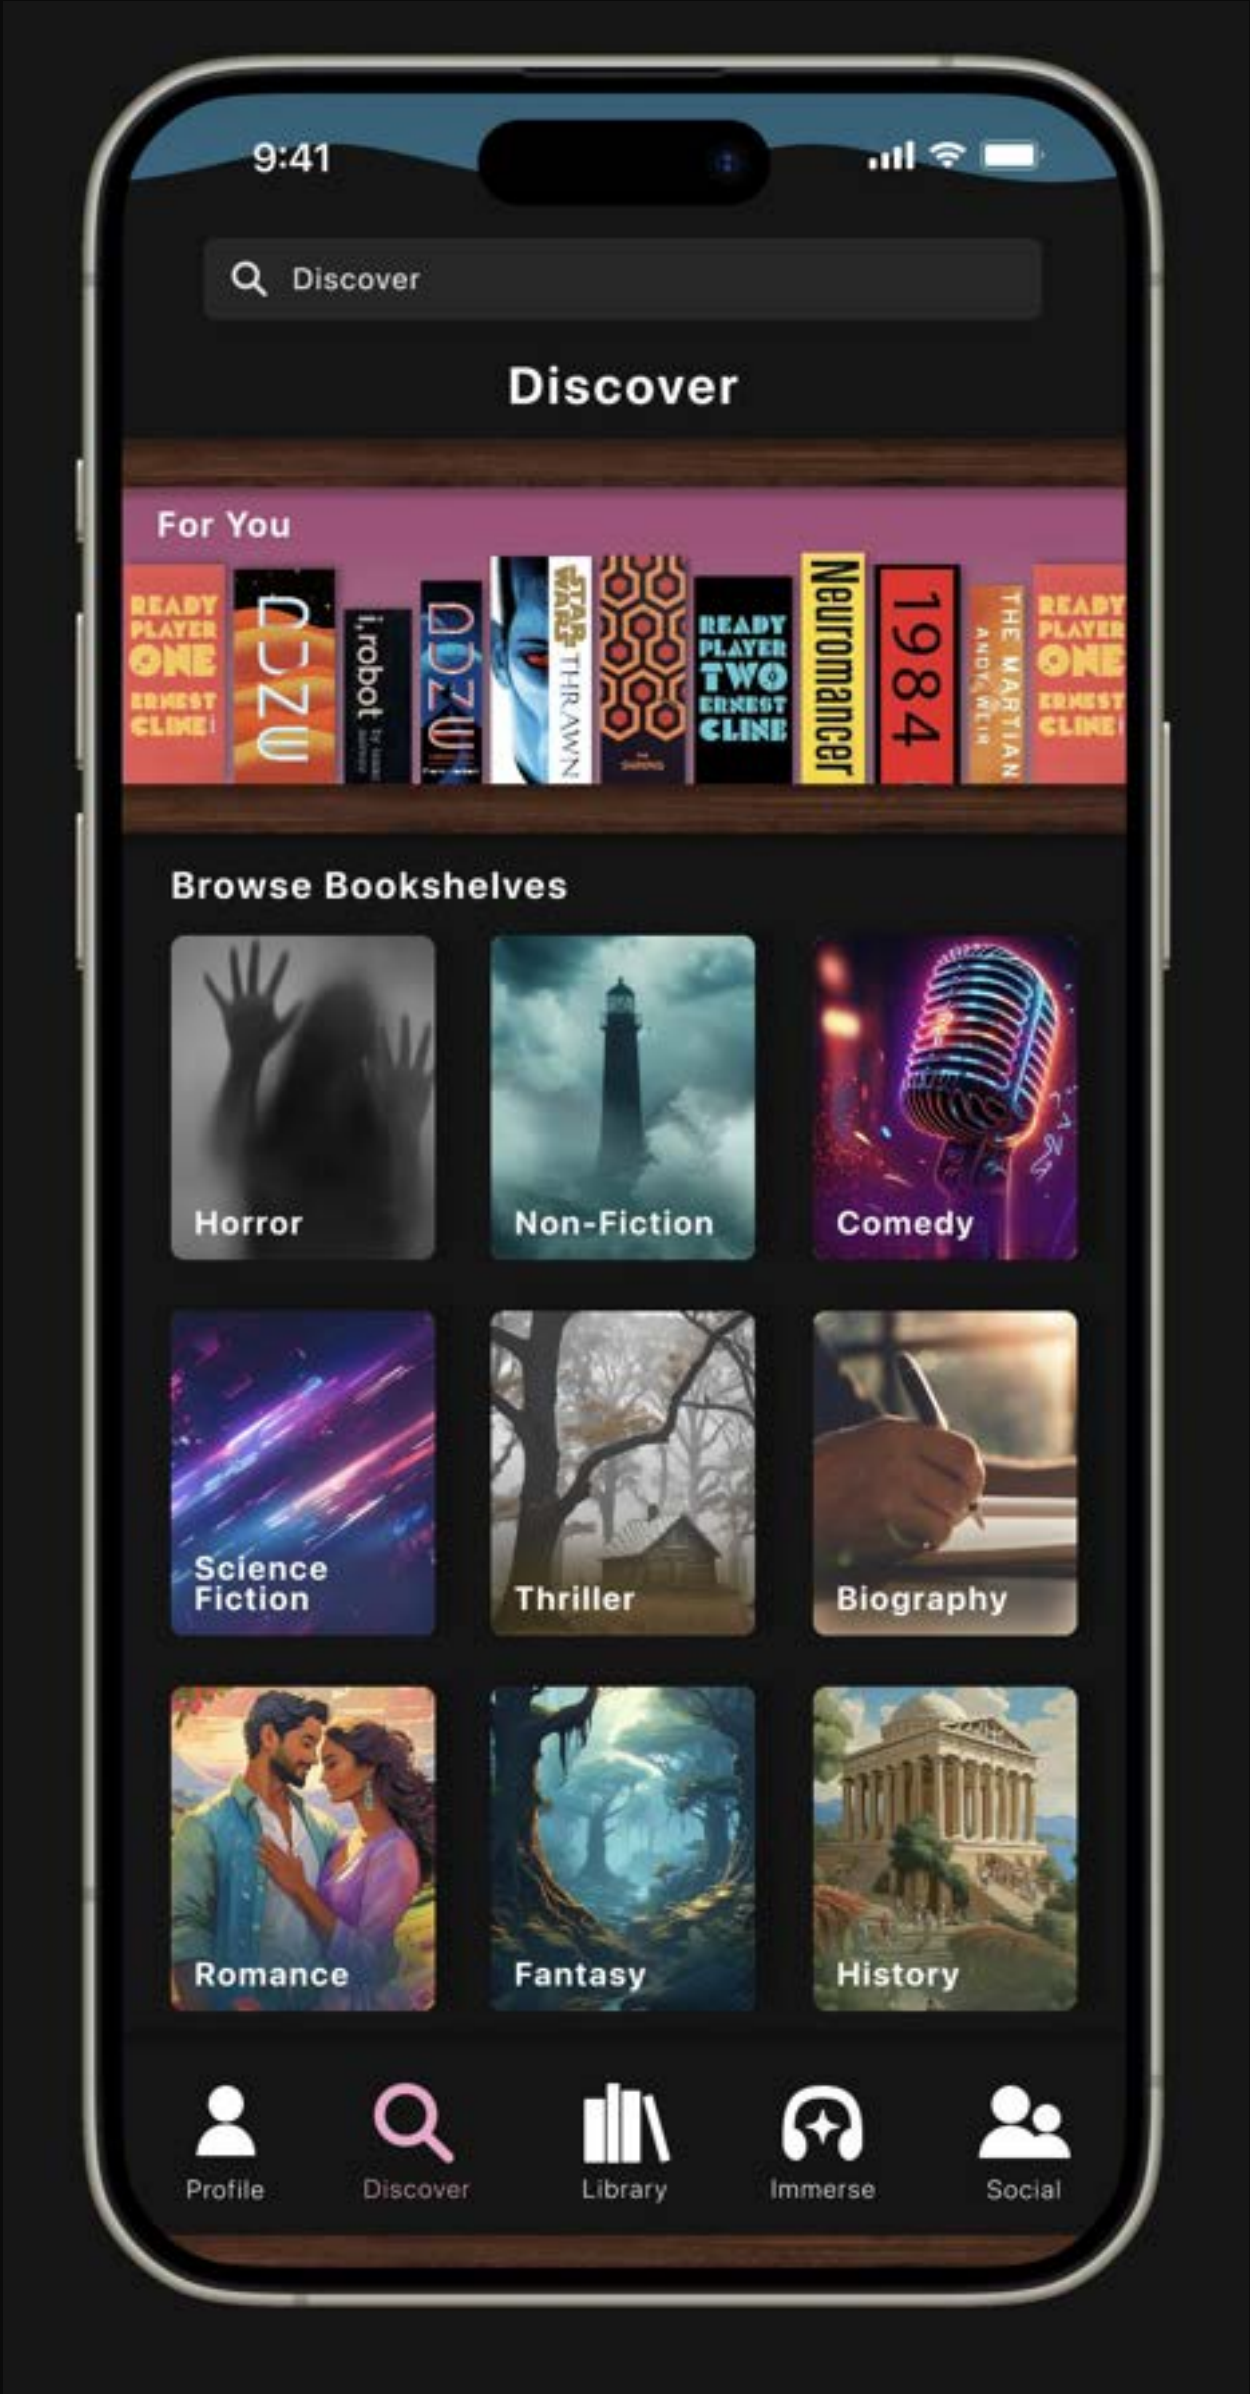 9:41
Discover
Discover
For You
READY
PLAYER
ONE
ERNEST
CLINE
DUNE
i,robot
DUNE
STAR
WARS
THRAWN
THE
SHINING
READY
PLAYER
TWO
ERNEST
CLINE
Neuromancer
1984
THE MARTIAN
ANDY WEIR
READY
PLAYER
ONE
ERNEST
CLINE
Browse Bookshelves
Horror
Non-Fiction
Comedy
Science
Fiction
Thriller
Biography
Romance
Fantasy
History
Profile
Discover
Library
Immerse
Social